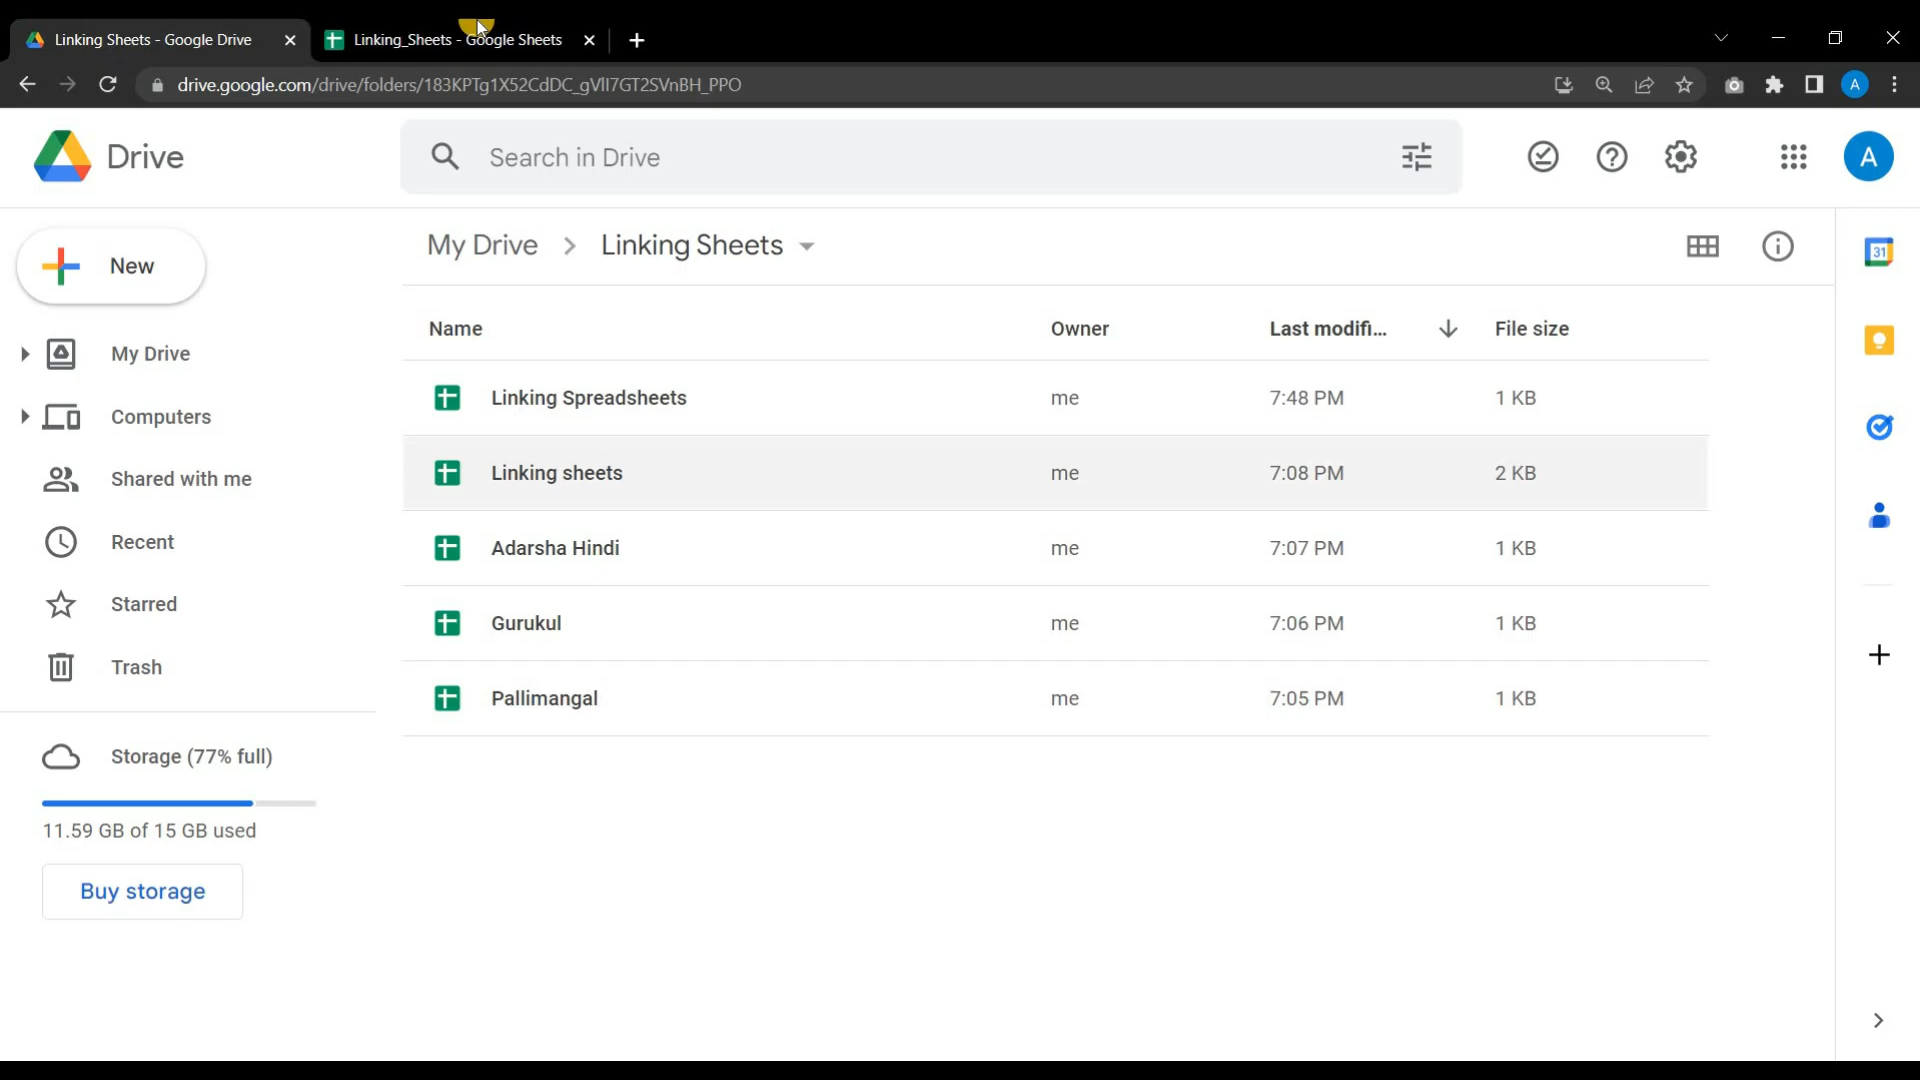 Linking Sheets - Google Drive
Linking_Sheets - Google Sheets
drive.google.com/drive/folders/183KPTg1X52CdDC_gVlI7GT2SVnBH_PPO
A
Drive
Search in Drive
A
New
My Drive
Computers
Shared with me
Recent
Starred
Trash
Storage (77% full)
11.59 GB of 15 GB used
Buy storage
My Drive > Linking Sheets
Name Owner Last modifi... File size
Linking Spreadsheets me 7:48 PM 1 KB
Linking sheets me 7:08 PM 2 KB
Adarsha Hindi me 7:07 PM 1 KB
Gurukul me 7:06 PM 1 KB
Pallimangal me 7:05 PM 1 KB
31